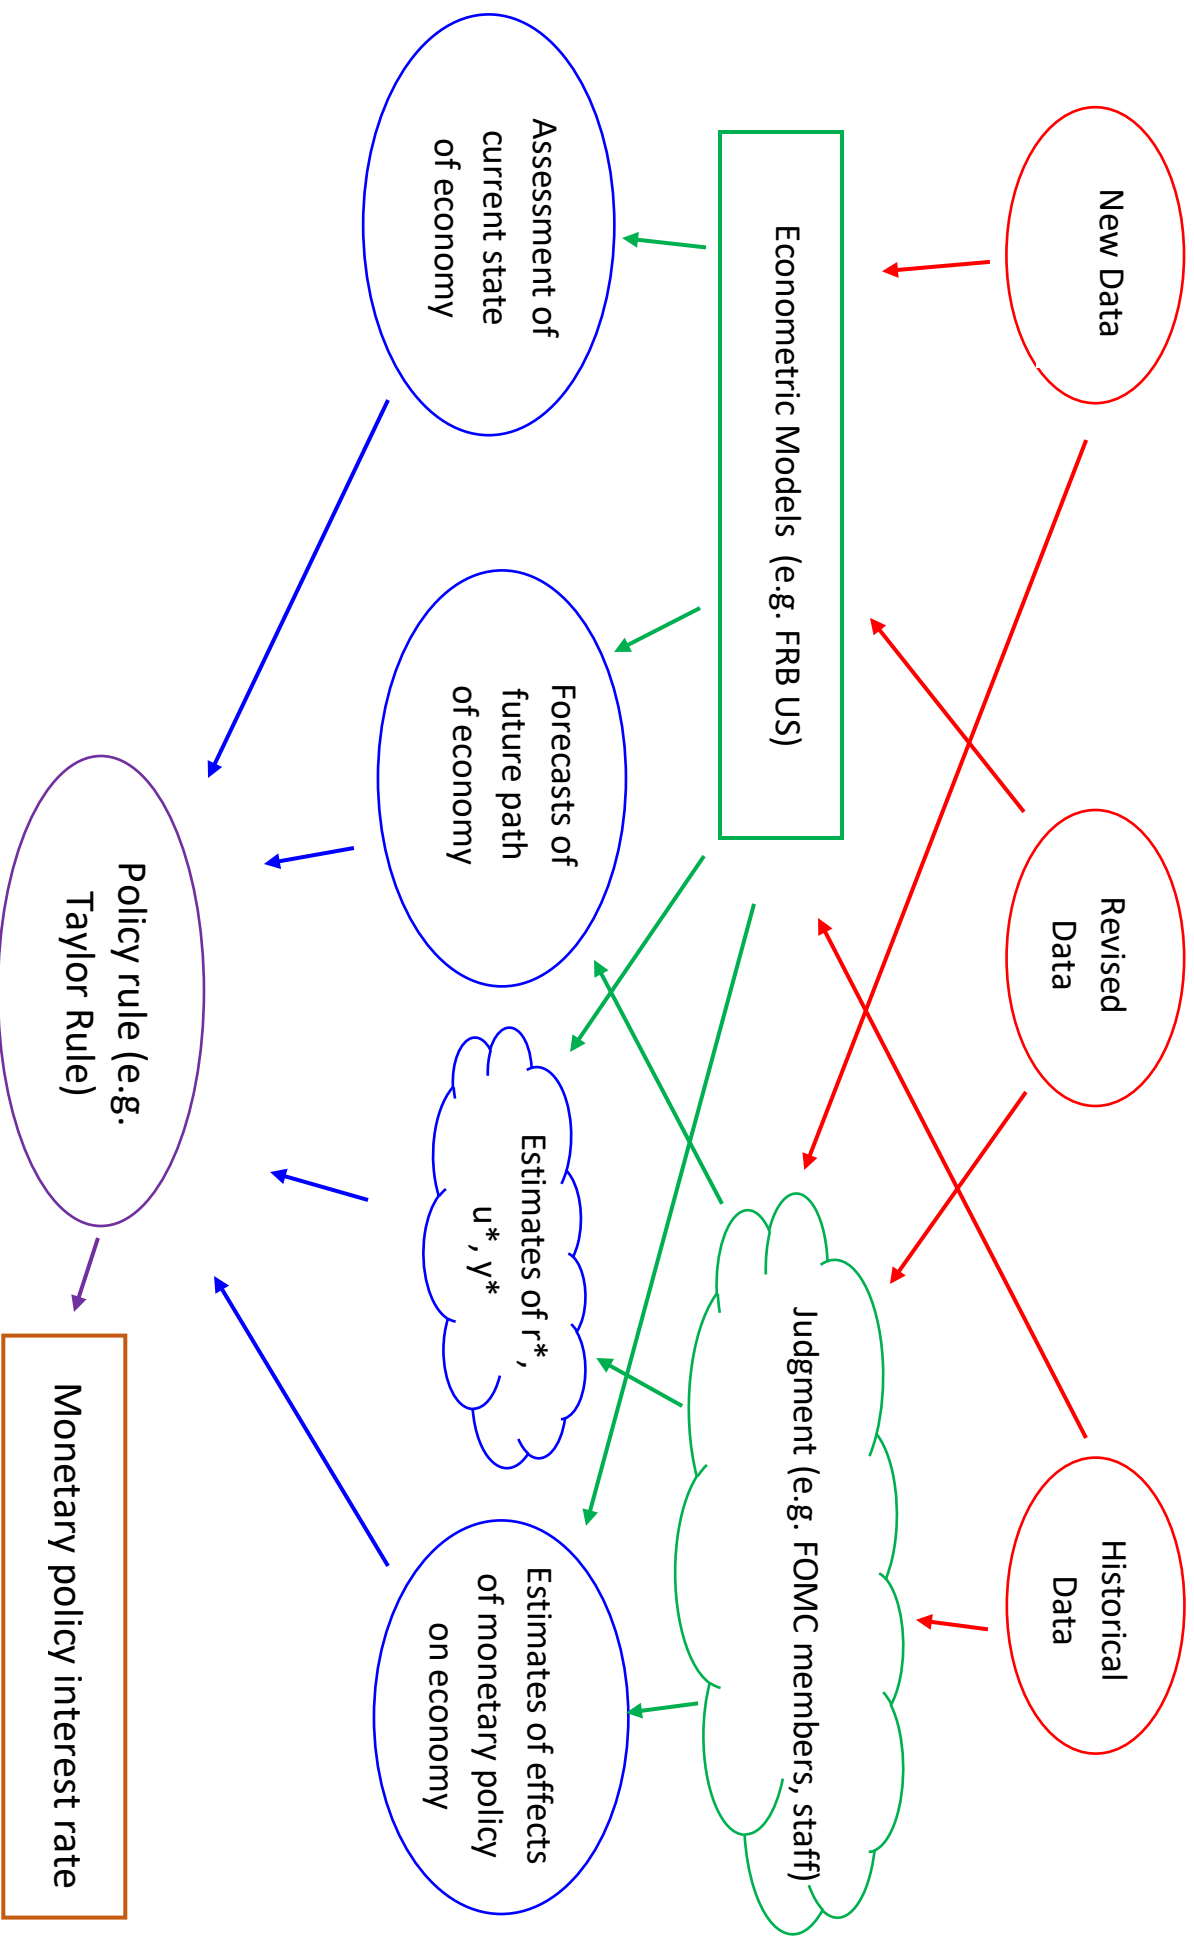 New Data
Revised
Data
Historical
Data
Econometric Models (e.g. FRB US)
Judgment (e.g. FOMC members, staff)
Assessment of
current state
of economy
Forecasts of
future path
of economy
Estimates of r*,
u*, y*
Estimates of effects
of monetary policy
on economy
Policy rule (e.g.
Taylor Rule)
Monetary policy interest rate